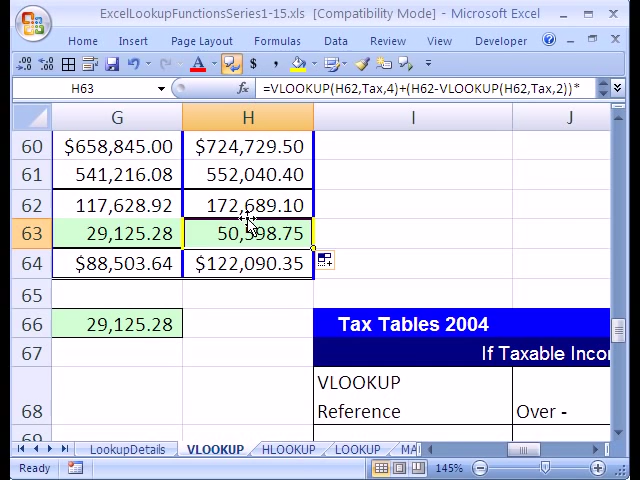 ExcelLookupFunctionsSeries1-15.xls [Compatibility Mode] - Microsoft Excel
Home Insert Page Layout Formulas Data Review Developer
H63 fx =VLOOKUP(H62,Tax,4)+(H62-VLOOKUP(H62,Tax,2))*
G H I J
60 $658,845.00 $724,729.50
61 541,216.08 552,040.40
62 117,628.92 172,689.10
63 29,125.28 50,598.75
64 $88,503.64 $122,090.35
65
66 29,125.28 Tax Tables 2004
67 If Taxable Incor
VLOOKUP
68 Reference Over -
69
LookupDetails VLOOKUP HLOOKUP LOOKUP MA
Ready 145%